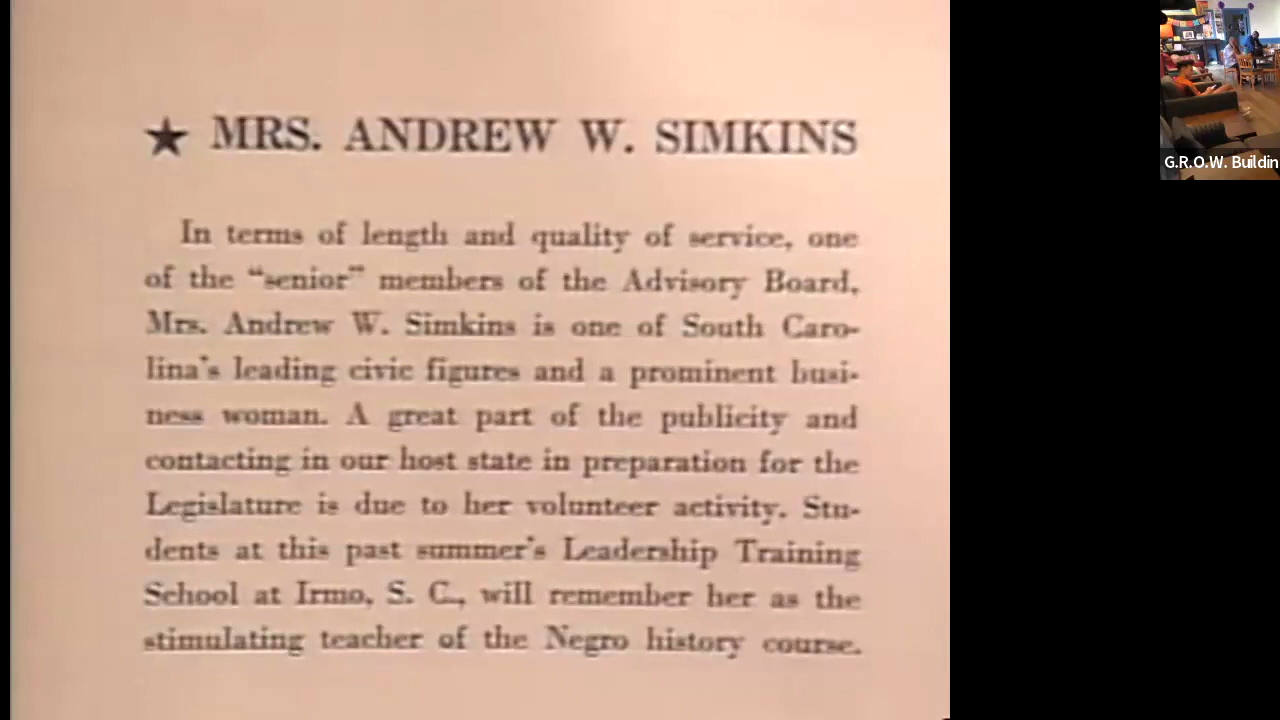 ★ MRS. ANDREW W. SIMKINS
In terms of length and quality of service, one
of the “senior” members of the Advisory Board,
Mrs. Andrew W. Simkins is one of South Caro-
lina's leading civic figures and a prominent busi-
ness woman. A great part of the publicity and
contacting in our host state in preparation for the
Legislature is due to her volunteer activity. Stu-
dents at this past summer's Leadership Training
School at Irmo, S. C., will remember her as the
stimulating teacher of the Negro history course.
G.R.O.W. Buildin